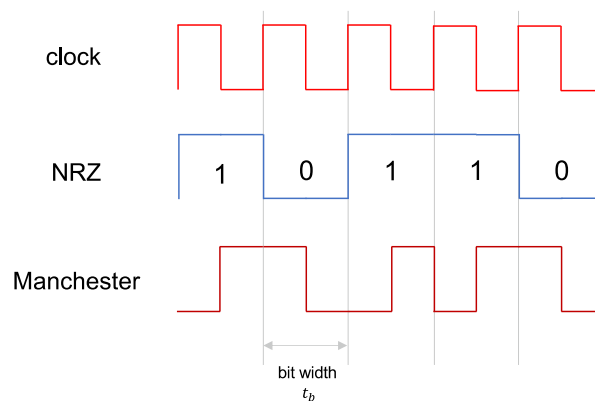 clock
NRZ
1 0 1 1 0
Manchester
bit width
t_b